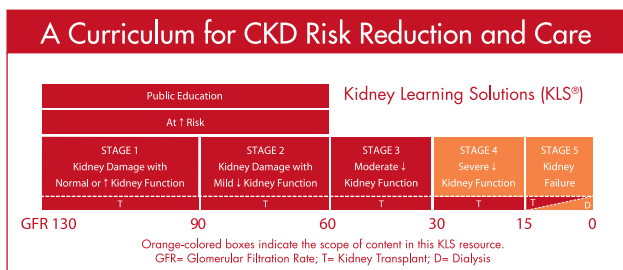 A Curriculum for CKD Risk Reduction and Care
Public Education
Kidney Learning Solutions (KLS®)
At ↑ Risk
STAGE 1
Kidney Damage with
Normal or ↑ Kidney Function
STAGE 2
Kidney Damage with
Mild ↓ Kidney Function
STAGE 3
Moderate ↓
Kidney Function
STAGE 4
Severe ↓
Kidney Function
STAGE 5
Kidney
Failure
T
T
T
T
T
D
GFR 130 90 60 30 15 0
Orange-colored boxes indicate the scope of content in this KLS resource.
GFR= Glomerular Filtration Rate; T= Kidney Transplant; D= Dialysis